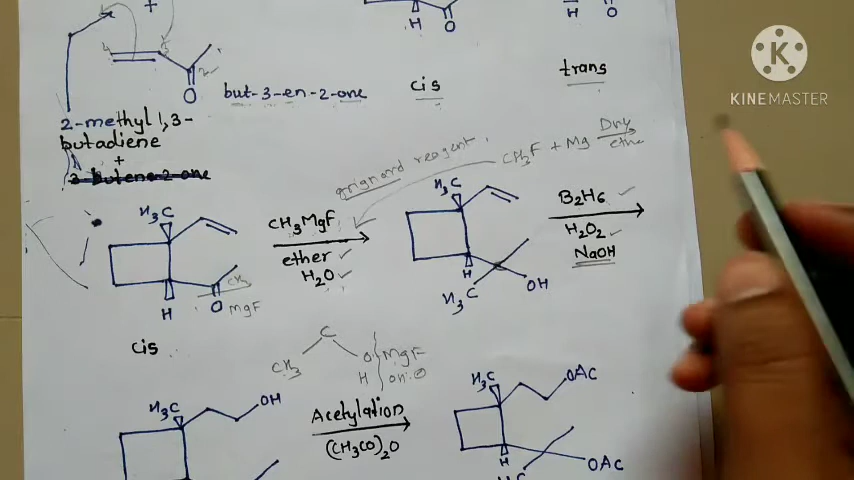 +
H
O
H
O
cis
trans
O
but-3-en-2-one
2-methyl 1,3-
butadiene
+
3-butene-2-one
grignard reagent
CH3F + Mg
Dry
ether
H3C
CH3MgF
ether
H2O
H3C
B2H6
H2O2
NaOH
H
H3C
OH
CH3
O
MgF
H
cis
C
CH3
O
MgF
H
OH
H3C
OH
Acetylation
(CH3CO)2O
H3C
OAc
H
OAc
H3C
K
KINEMASTER